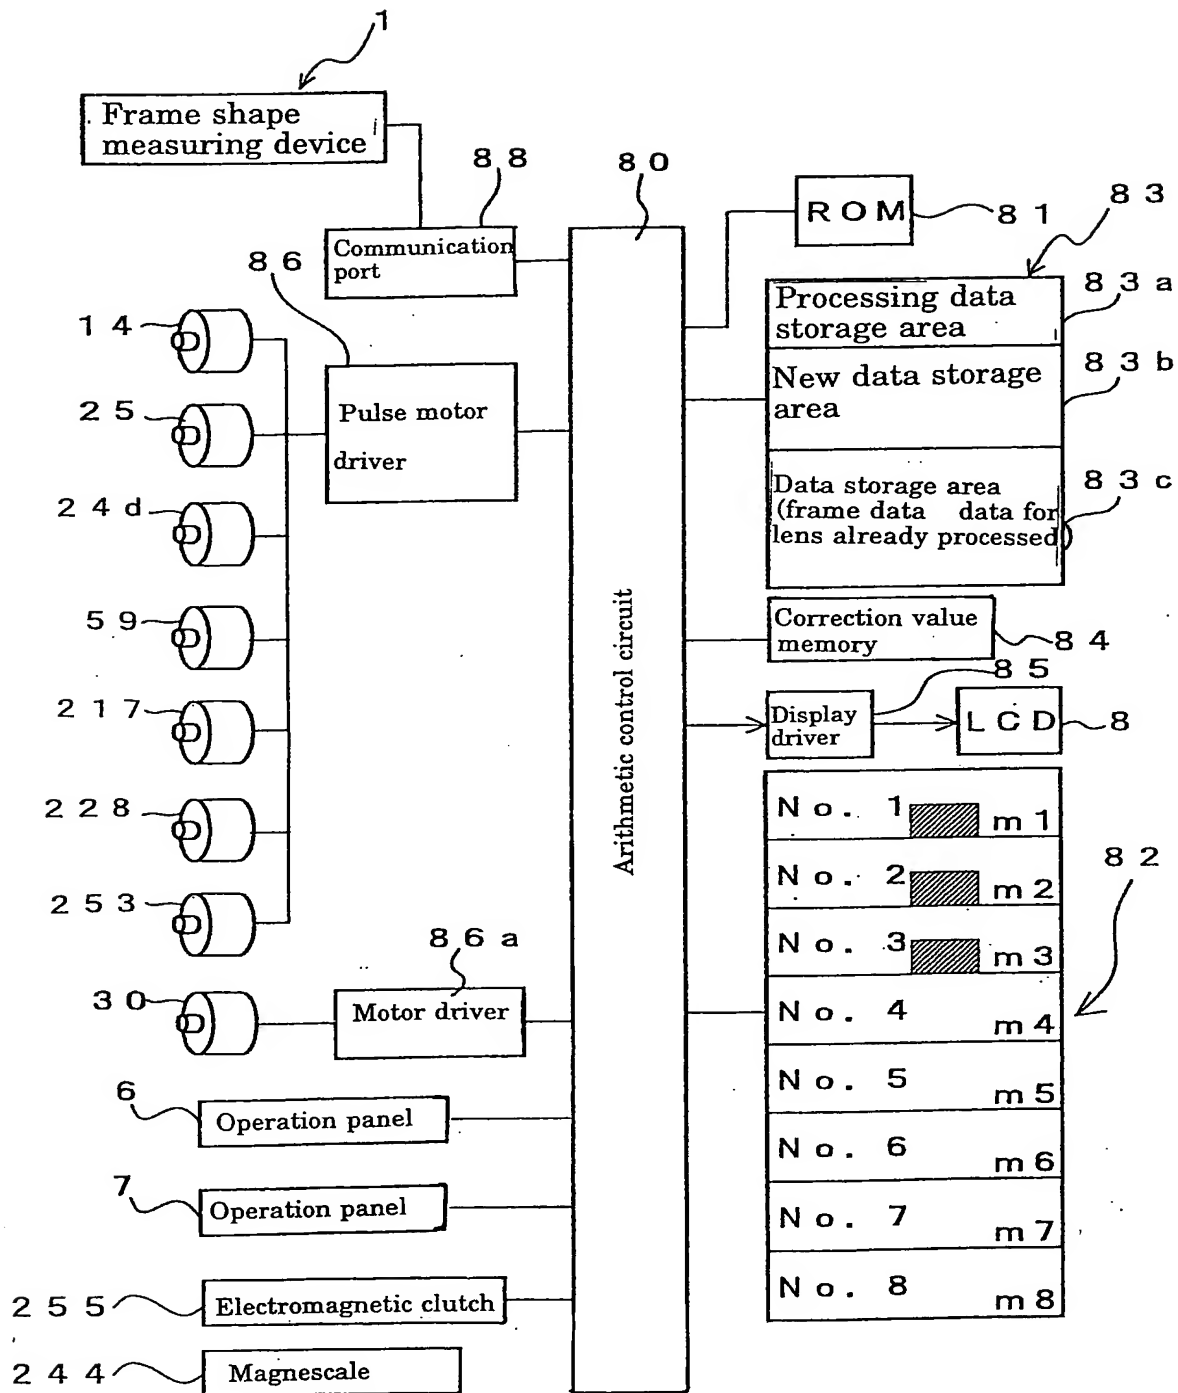 1
Frame shape
measuring device
88
80
Communication
port
86
14
25
Pulse motor
driver
24d
59
217
228
253
86a
30
Motor driver
6
Operation panel
7
Operation panel
255
Electromagnetic clutch
244
Magnescale
Arithmetic control circuit
ROM
81
83
Processing data
storage area
83a
New data storage
area
83b
Data storage area
(frame data data for
lens already processed)
83c
Correction value
memory
84
85
Display
driver
LCD
8
No. 1 m1
No. 2 m2
No. 3 m3
No. 4 m4
No. 5 m5
No. 6 m6
No. 7 m7
No. 8 m8
82